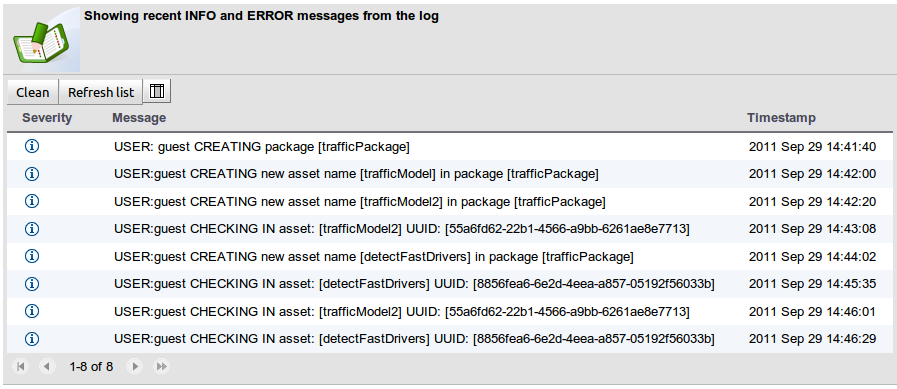 Showing recent INFO and ERROR messages from the log
Clean Refresh list
Severity Message Timestamp
USER: guest CREATING package [trafficPackage] 2011 Sep 29 14:41:40
USER:guest CREATING new asset name [trafficModel] in package [trafficPackage] 2011 Sep 29 14:42:00
USER:guest CREATING new asset name [trafficModel2] in package [trafficPackage] 2011 Sep 29 14:42:20
USER:guest CHECKING IN asset: [trafficModel2] UUID: [55a6fd62-22b1-4566-a9bb-6261ae8e7713] 2011 Sep 29 14:43:08
USER:guest CREATING new asset name [detectFastDrivers] in package [trafficPackage] 2011 Sep 29 14:44:02
USER:guest CHECKING IN asset: [detectFastDrivers] UUID: [8856fea6-6e2d-4eea-a857-05192f56033b] 2011 Sep 29 14:45:35
USER:guest CHECKING IN asset: [trafficModel2] UUID: [55a6fd62-22b1-4566-a9bb-6261ae8e7713] 2011 Sep 29 14:46:01
USER:guest CHECKING IN asset: [detectFastDrivers] UUID: [8856fea6-6e2d-4eea-a857-05192f56033b] 2011 Sep 29 14:46:29
1-8 of 8